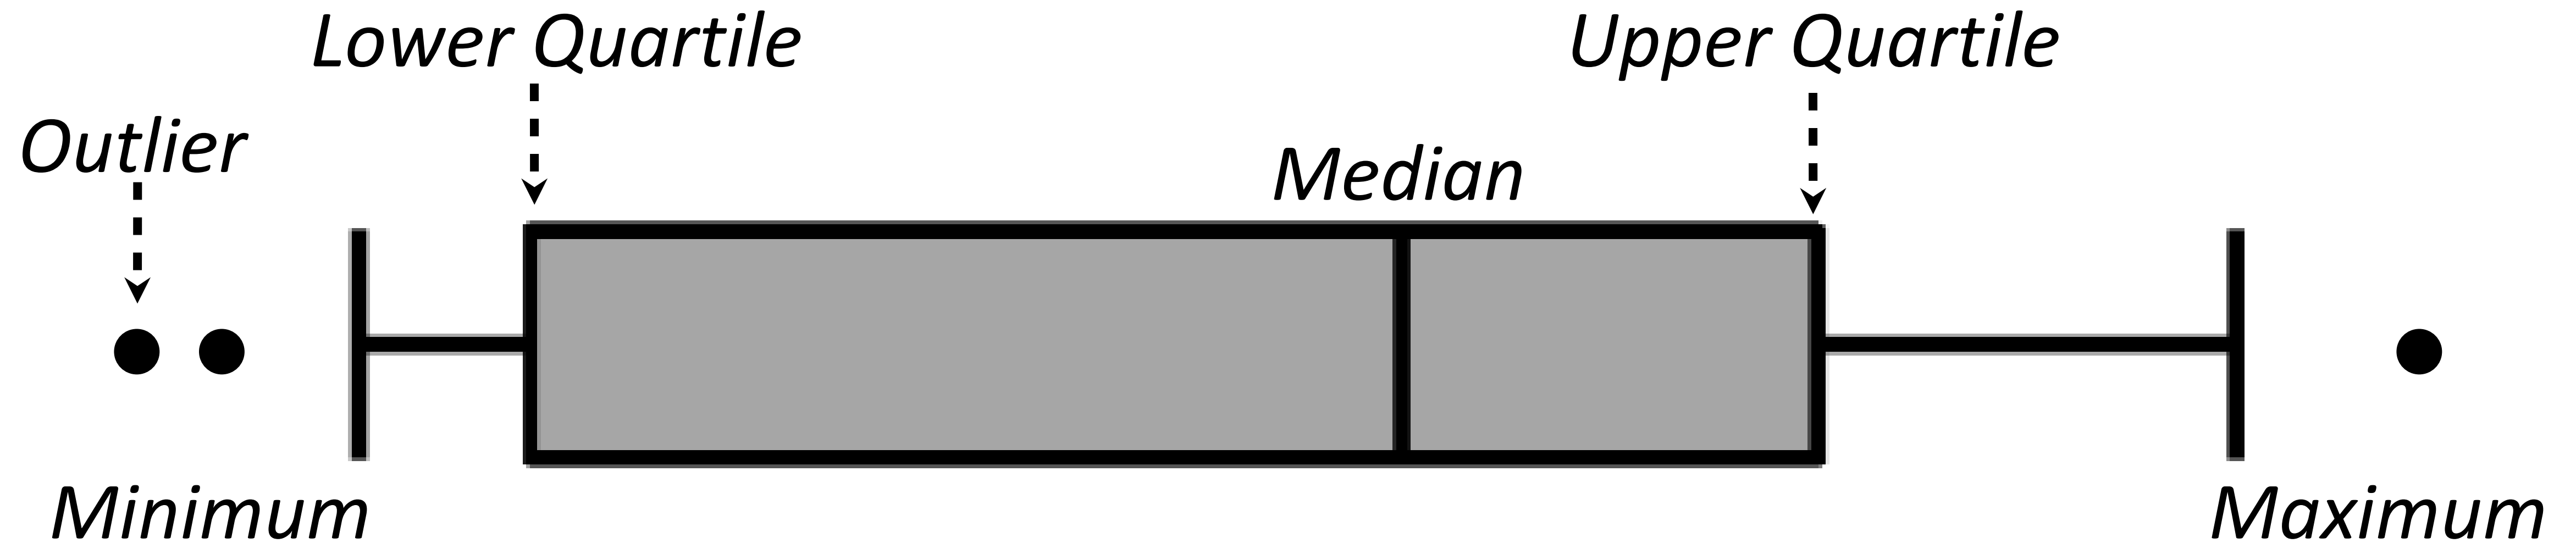 Lower Quartile
Upper Quartile
Outlier
Median
Minimum
Maximum